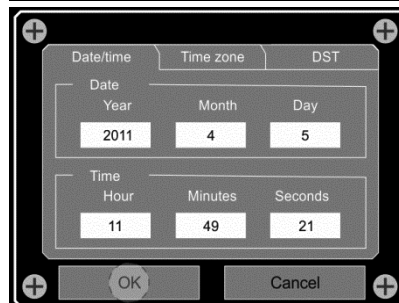 Date/time Time zone DST
Date
Year Month Day
2011 4 5
Time
Hour Minutes Seconds
11 49 21
OK Cancel